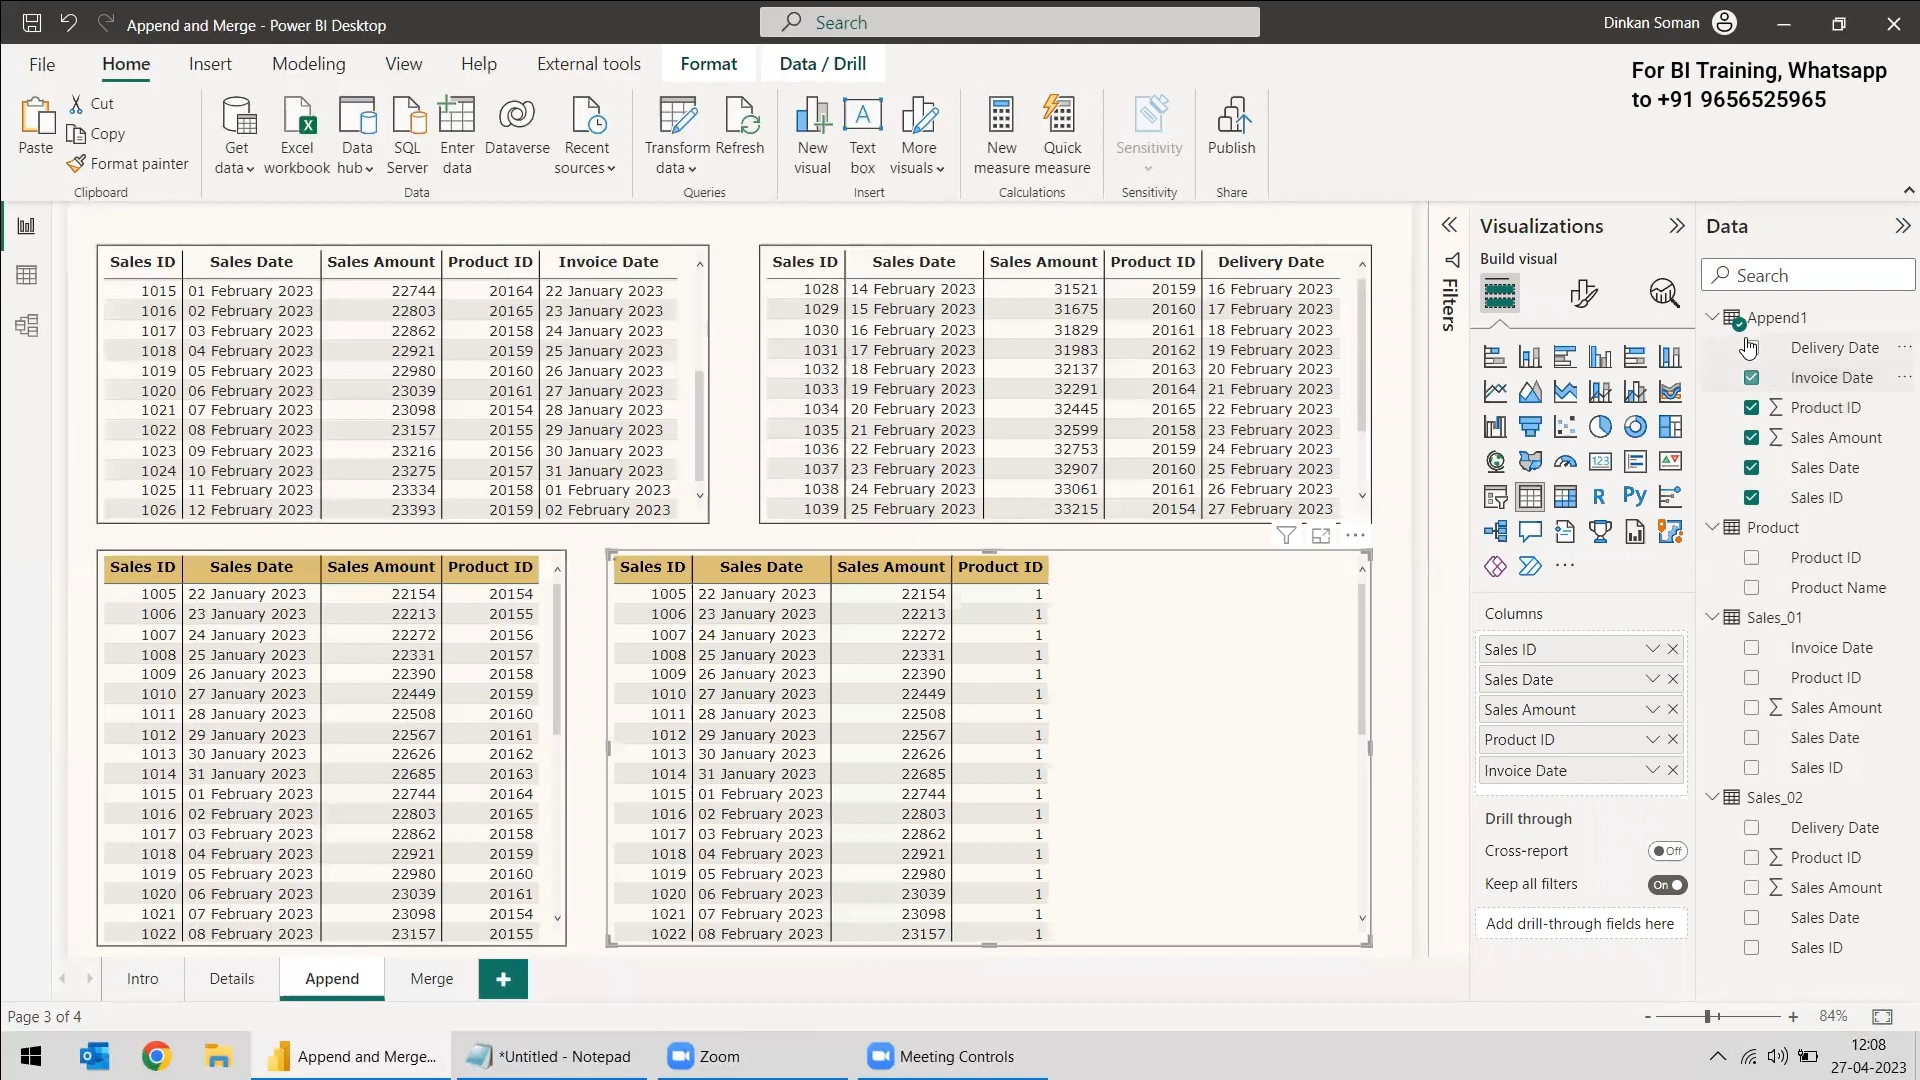 Append and Merge - Power BI Desktop
Search
Dinkan Soman
File Home Insert Modeling View Help External tools Format Data / Drill
For BI Training, Whatsapp
to +91 9656525965
Paste
Cut
Copy
Format painter
Clipboard
Get data
Excel workbook
Data hub
SQL Server
Enter data
Dataverse
Recent sources
Data
Transform data
Refresh
Queries
New visual
Text box
More visuals
Insert
New measure
Quick measure
Calculations
Sensitivity
Sensitivity
Publish
Share
Sales ID Sales Date Sales Amount Product ID Invoice Date
1015 01 February 2023 22744 20164 22 January 2023
1016 02 February 2023 22803 20165 23 January 2023
1017 03 February 2023 22862 20158 24 January 2023
1018 04 February 2023 22921 20159 25 January 2023
1019 05 February 2023 22980 20160 26 January 2023
1020 06 February 2023 23039 20161 27 January 2023
1021 07 February 2023 23098 20154 28 January 2023
1022 08 February 2023 23157 20155 29 January 2023
1023 09 February 2023 23216 20156 30 January 2023
1024 10 February 2023 23275 20157 31 January 2023
1025 11 February 2023 23334 20158 01 February 2023
1026 12 February 2023 23393 20159 02 February 2023
Sales ID Sales Date Sales Amount Product ID Delivery Date
1028 14 February 2023 31521 20159 16 February 2023
1029 15 February 2023 31675 20160 17 February 2023
1030 16 February 2023 31829 20161 18 February 2023
1031 17 February 2023 31983 20162 19 February 2023
1032 18 February 2023 32137 20163 20 February 2023
1033 19 February 2023 32291 20164 21 February 2023
1034 20 February 2023 32445 20165 22 February 2023
1035 21 February 2023 32599 20158 23 February 2023
1036 22 February 2023 32753 20159 24 February 2023
1037 23 February 2023 32907 20160 25 February 2023
1038 24 February 2023 33061 20161 26 February 2023
1039 25 February 2023 33215 20154 27 February 2023
Sales ID Sales Date Sales Amount Product ID
1005 22 January 2023 22154 20154
1006 23 January 2023 22213 20155
1007 24 January 2023 22272 20156
1008 25 January 2023 22331 20157
1009 26 January 2023 22390 20158
1010 27 January 2023 22449 20159
1011 28 January 2023 22508 20160
1012 29 January 2023 22567 20161
1013 30 January 2023 22626 20162
1014 31 January 2023 22685 20163
1015 01 February 2023 22744 20164
1016 02 February 2023 22803 20165
1017 03 February 2023 22862 20158
1018 04 February 2023 22921 20159
1019 05 February 2023 22980 20160
1020 06 February 2023 23039 20161
1021 07 February 2023 23098 20154
1022 08 February 2023 23157 20155
Sales ID Sales Date Sales Amount Product ID
1005 22 January 2023 22154 1
1006 23 January 2023 22213 1
1007 24 January 2023 22272 1
1008 25 January 2023 22331 1
1009 26 January 2023 22390 1
1010 27 January 2023 22449 1
1011 28 January 2023 22508 1
1012 29 January 2023 22567 1
1013 30 January 2023 22626 1
1014 31 January 2023 22685 1
1015 01 February 2023 22744 1
1016 02 February 2023 22803 1
1017 03 February 2023 22862 1
1018 04 February 2023 22921 1
1019 05 February 2023 22980 1
1020 06 February 2023 23039 1
1021 07 February 2023 23098 1
1022 08 February 2023 23157 1
Filters
Visualizations
Build visual
123
R
Py
Columns
Sales ID
Sales Date
Sales Amount
Product ID
Invoice Date
Drill through
Cross-report Off
Keep all filters On
Add drill-through fields here
Data
Search
Append1
Delivery Date
Invoice Date
Product ID
Sales Amount
Sales Date
Sales ID
Product
Product ID
Product Name
Sales_01
Invoice Date
Product ID
Sales Amount
Sales Date
Sales ID
Sales_02
Delivery Date
Product ID
Sales Amount
Sales Date
Sales ID
Intro Details Append Merge
Page 3 of 4
84%
Append and Merge...
*Untitled - Notepad
Zoom
Meeting Controls
12:08
27-04-2023